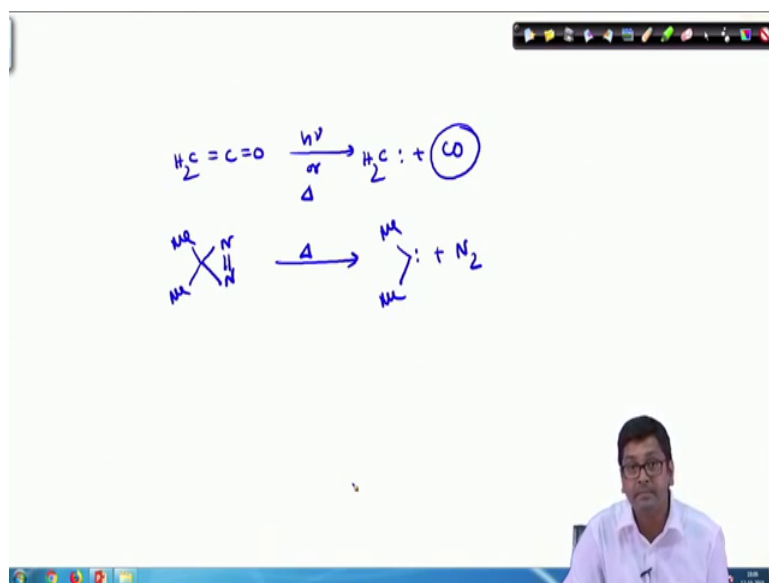 H₂C=C=O hν or Δ → H₂C: + CO
Me Me N=N Δ → Me Me : + N₂